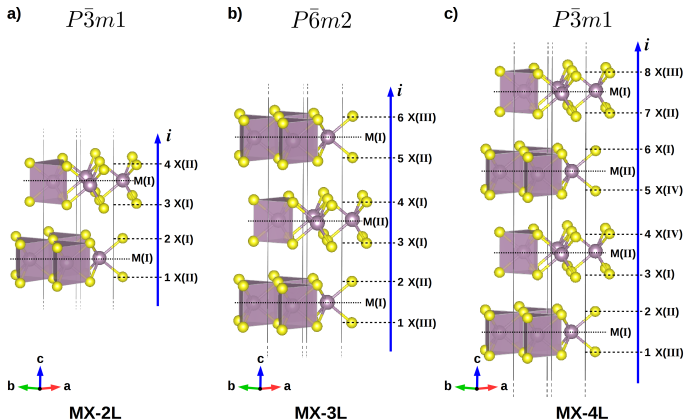 a)
P3̄m1
i
4 X(II)
M(I)
3 X(I)
2 X(I)
M(I)
1 X(II)
c
b
a
MX-2L
b)
P6̄m2
i
6 X(III)
M(I)
5 X(II)
4 X(I)
M(II)
3 X(I)
2 X(II)
M(I)
1 X(III)
c
b
a
MX-3L
c)
P3̄m1
i
8 X(III)
M(I)
7 X(II)
6 X(I)
M(II)
5 X(IV)
4 X(IV)
M(II)
3 X(I)
2 X(II)
M(I)
1 X(III)
c
b
a
MX-4L